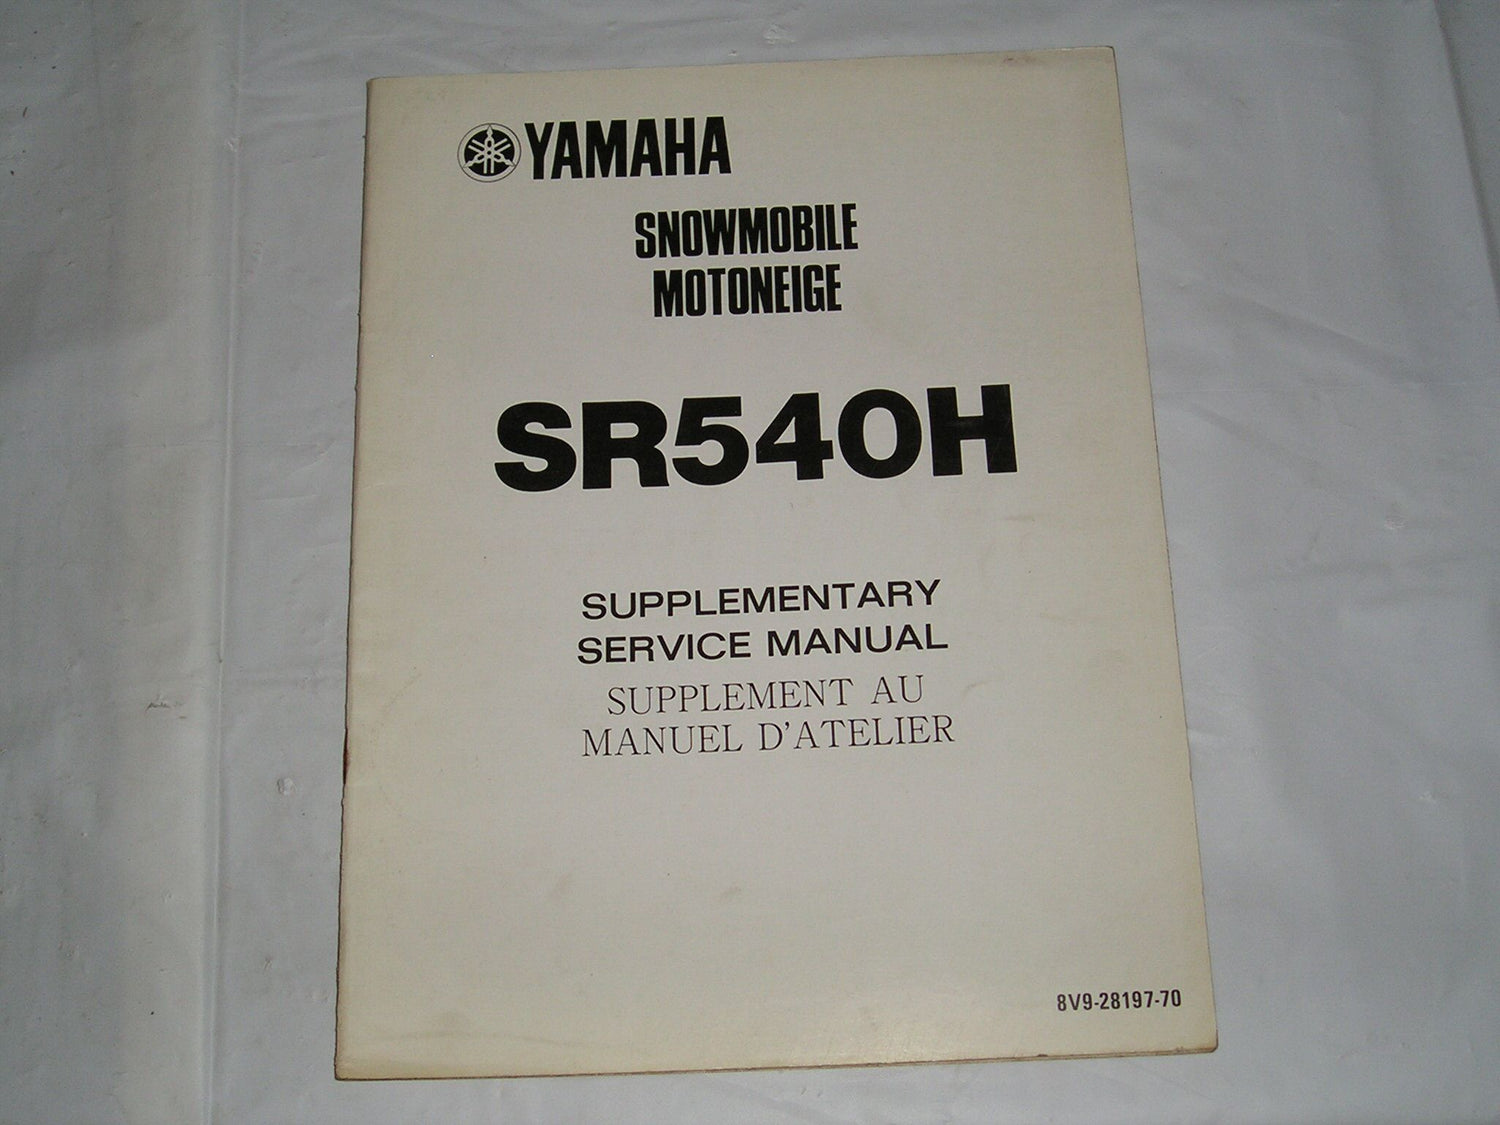 YAMAHA
SNOWMOBILE
MOTONEIGE
SR540H
SUPPLEMENTARY
SERVICE MANUAL
SUPPLEMENT AU
MANUEL D'ATELIER
8V9-28197-70